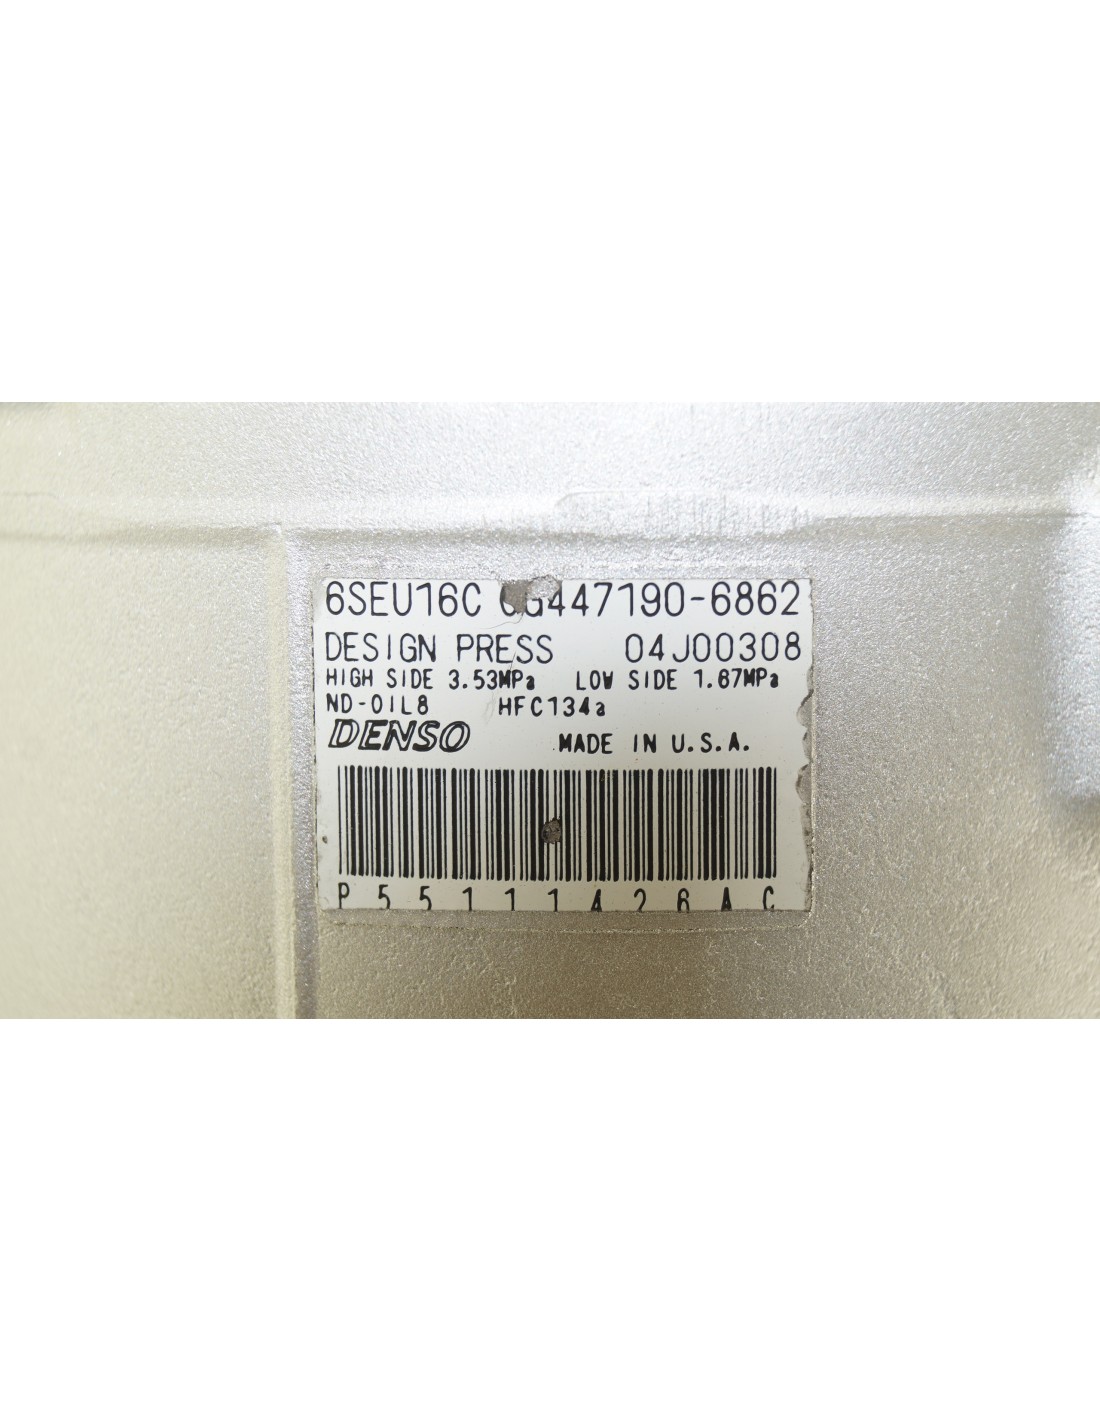 6SEU16C 447190-6862
DESIGN PRESS 04J00308
HIGH SIDE 3.53MPa LOW SIDE 1.67MPa
ND-OIL8 HFC134a
DENSO MADE IN U.S.A.
P55111426AC